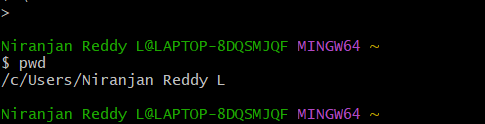 >
Niranjan Reddy L@LAPTOP-8DQSMJQF MINGW64 ~
$ pwd
/c/Users/Niranjan Reddy L
Niranjan Reddy L@LAPTOP-8DQSMJQF MINGW64 ~